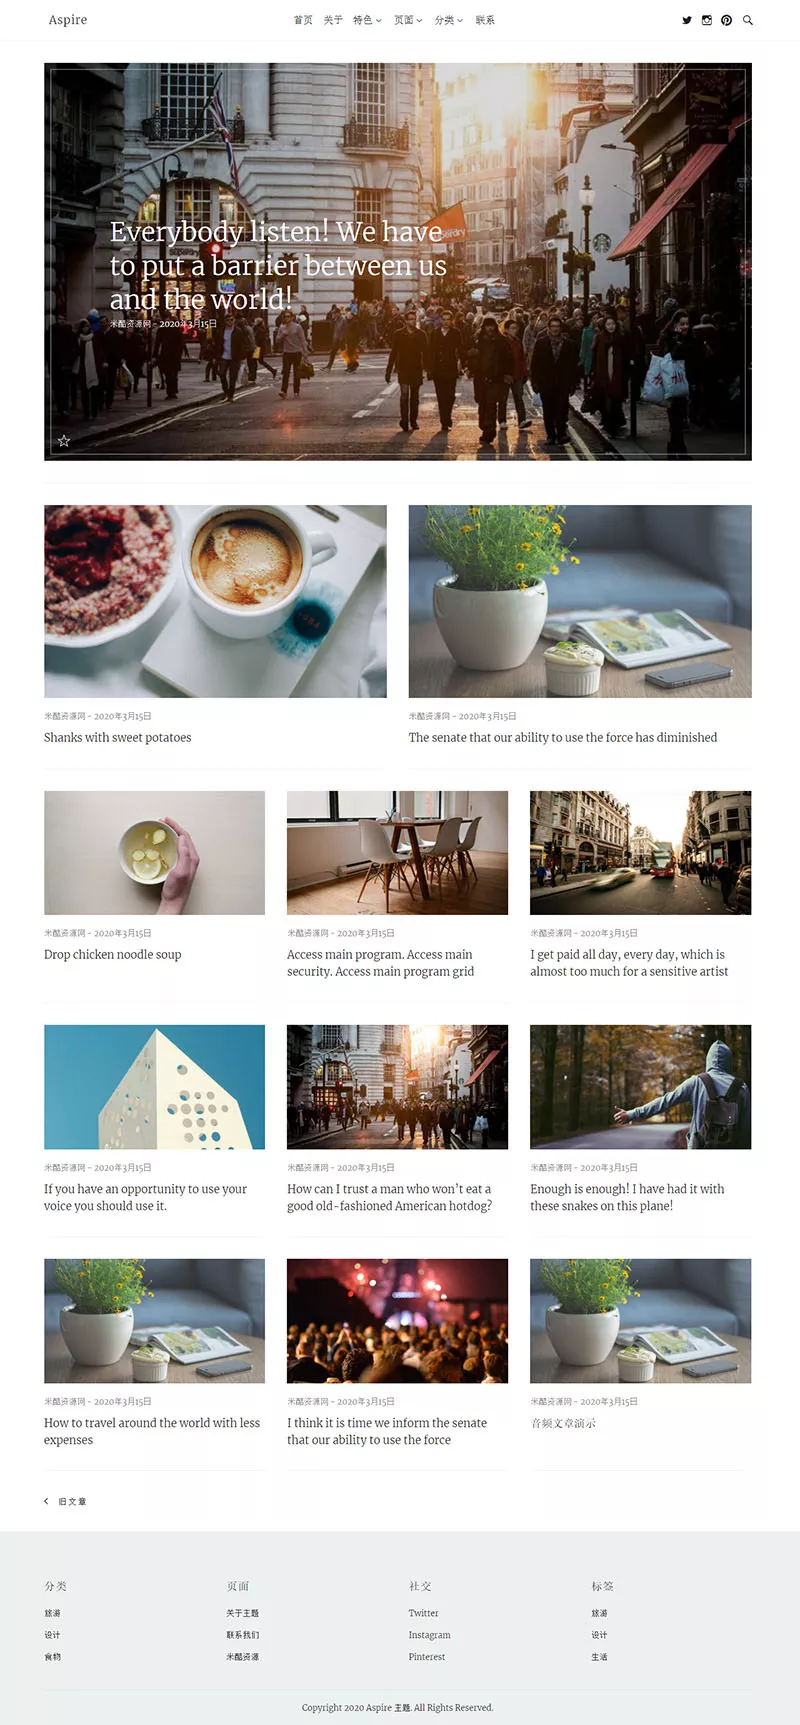 Aspire
首页 关于 特色 页面 分类 联系
Everybody listen! We have
to put a barrier between us
and the world!
米酷资源网 - 2020年3月15日
米酷资源网 - 2020年3月15日
Shanks with sweet potatoes
米酷资源网 - 2020年3月15日
The senate that our ability to use the force has diminished
米酷资源网 - 2020年3月15日
Drop chicken noodle soup
米酷资源网 - 2020年3月15日
Access main program. Access main
security. Access main program grid
米酷资源网 - 2020年3月15日
I get paid all day, every day, which is
almost too much for a sensitive artist
米酷资源网 - 2020年3月15日
If you have an opportunity to use your
voice you should use it.
米酷资源网 - 2020年3月15日
How can I trust a man who won’t eat a
good old-fashioned American hotdog?
米酷资源网 - 2020年3月15日
Enough is enough! I have had it with
these snakes on this plane!
米酷资源网 - 2020年3月15日
How to travel around the world with less
expenses
米酷资源网 - 2020年3月15日
I think it is time we inform the senate
that our ability to use the force
米酷资源网 - 2020年3月15日
音频文章演示
旧文章
分类
旅游
设计
食物
页面
关于主题
联系我们
米酷资源
社交
Twitter
Instagram
Pinterest
标签
旅游
设计
生活
Copyright 2020 Aspire 主题. All Rights Reserved.